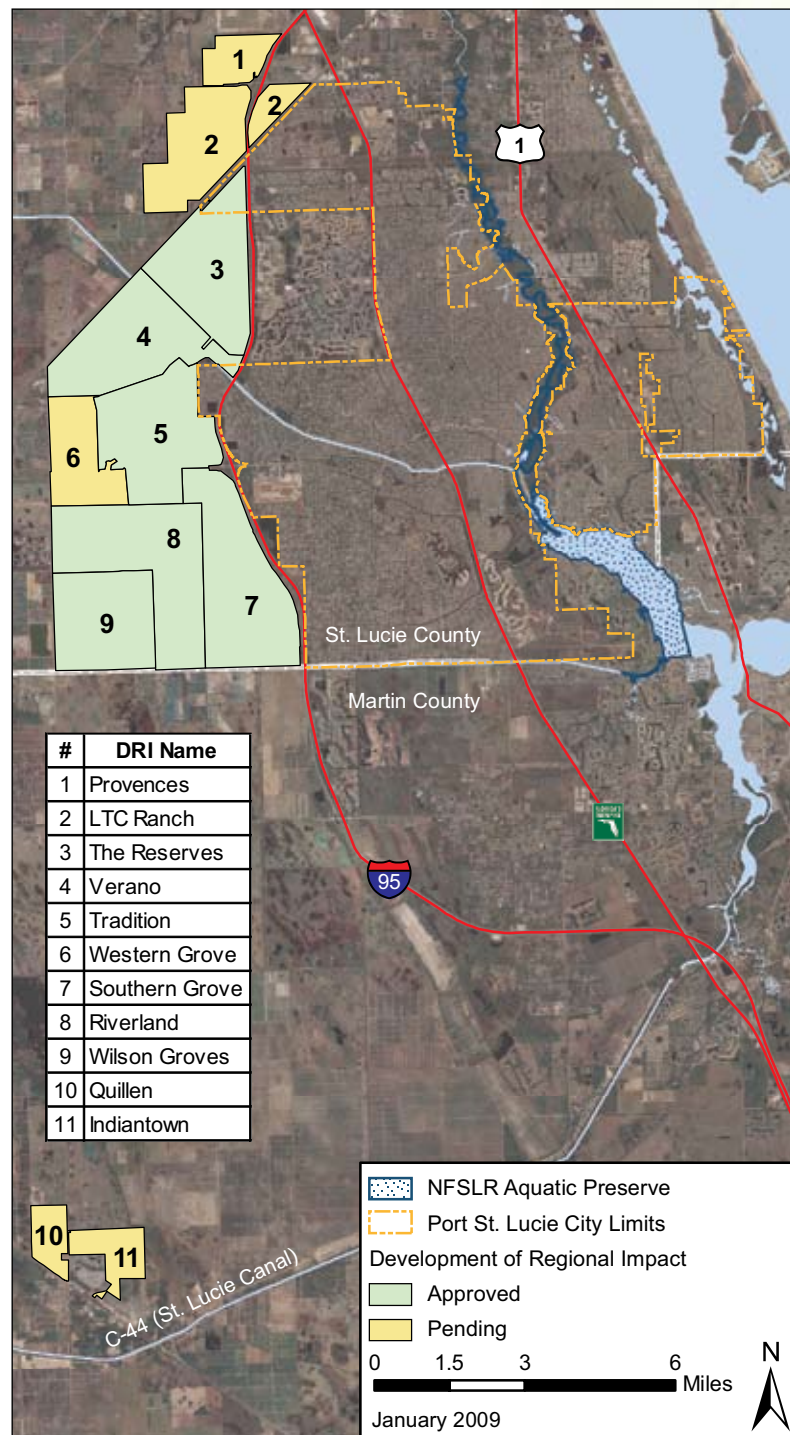 1
2
2
1
3
4
5
6
8
7
9
St. Lucie County
Martin County
# DRI Name
1 Provences
2 LTC Ranch
3 The Reserves
4 Verano
5 Tradition
6 Western Grove
7 Southern Grove
8 Riverland
9 Wilson Groves
10 Quillen
11 Indiantown
95
10
11
C-44 (St. Lucie Canal)
NFSLR Aquatic Preserve
Port St. Lucie City Limits
Development of Regional Impact
Approved
Pending
0 1.5 3 6
Miles
January 2009
N